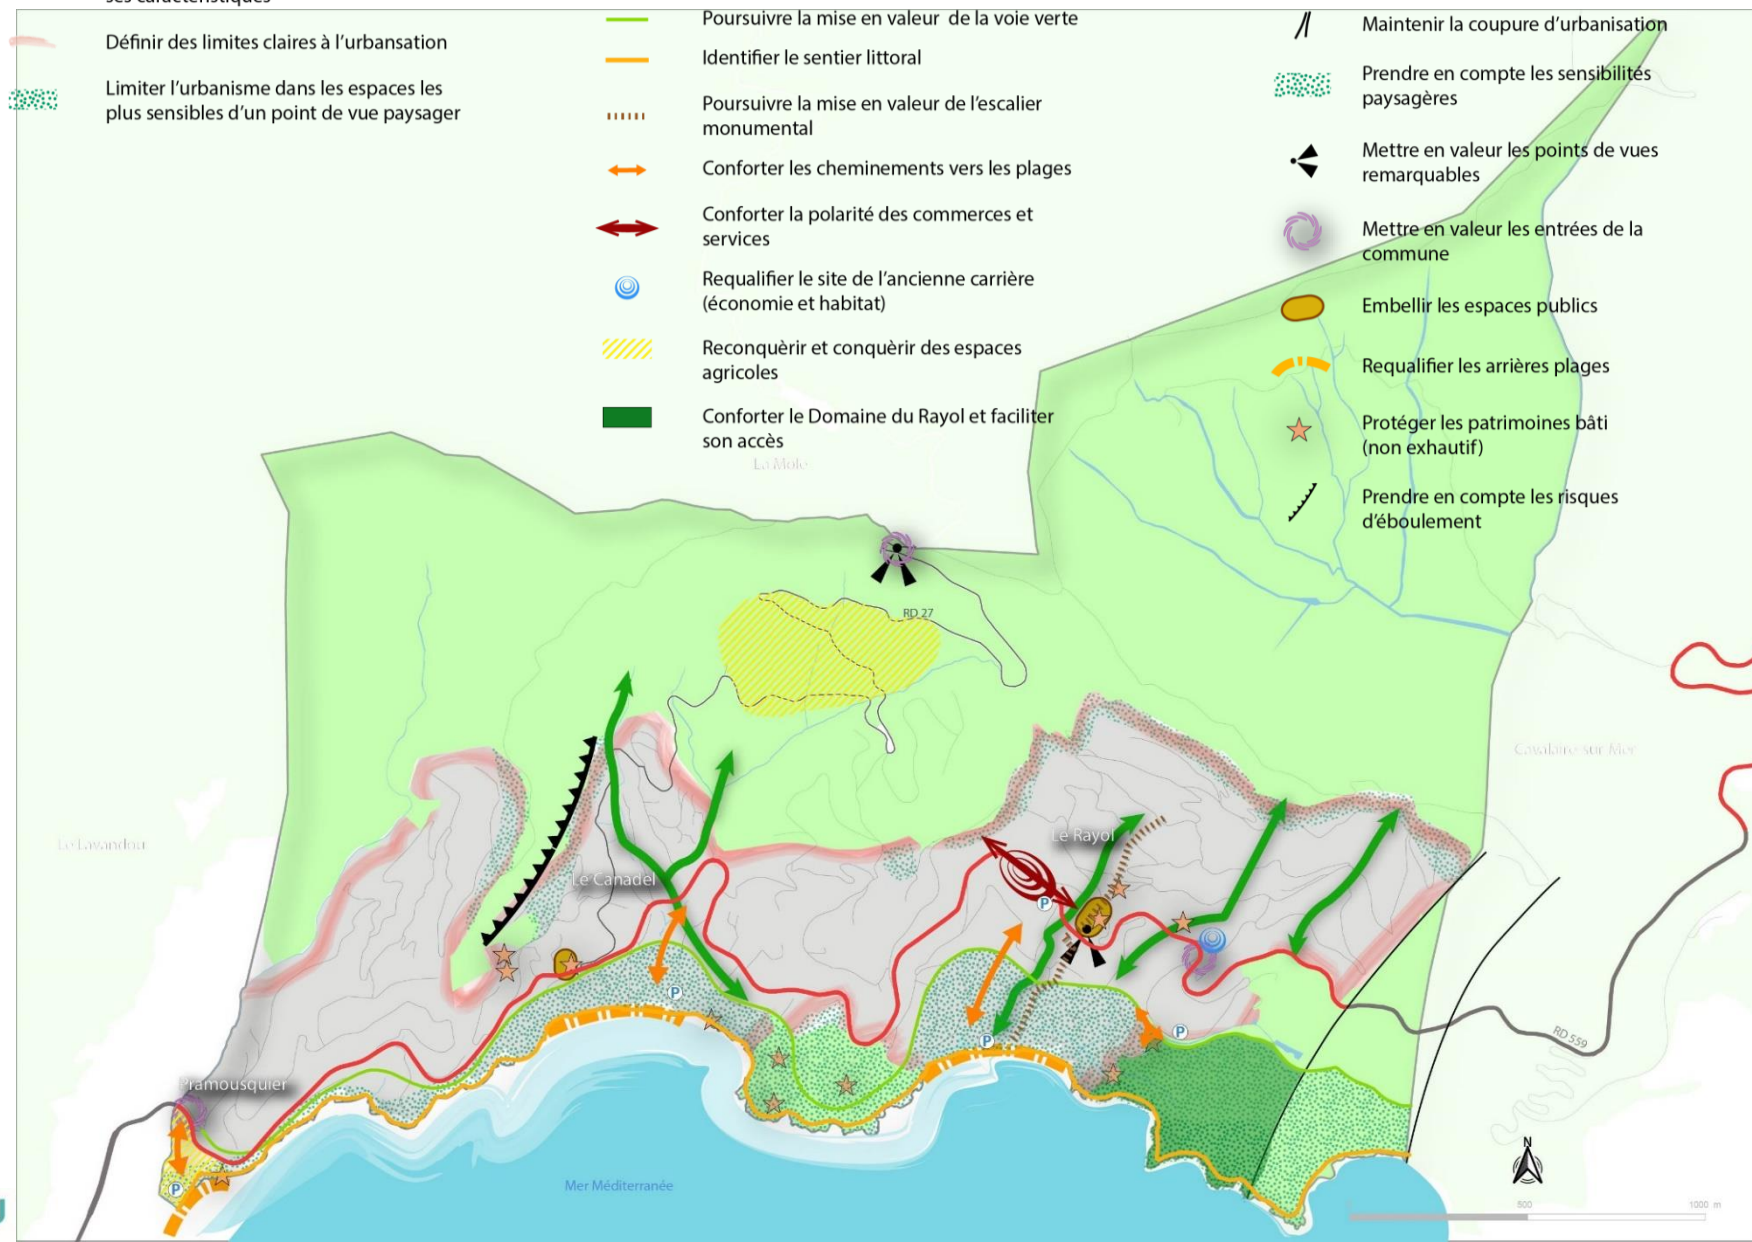 ses caractéristiques
Définir des limites claires à l'urbansation
Limiter l'urbanisme dans les espaces les
plus sensibles d'un point de vue paysager
Poursuivre la mise en valeur de la voie verte
Identifier le sentier littoral
Poursuivre la mise en valeur de l'escalier
monumental
Conforter les cheminements vers les plages
Conforter la polarité des commerces et
services
Requalifier le site de l'ancienne carrière
(économie et habitat)
Reconquèrir et conquèrir des espaces
agricoles
Conforter le Domaine du Rayol et faciliter
son accès
Maintenir la coupure d'urbanisation
Prendre en compte les sensibilités
paysagères
Mettre en valeur les points de vues
remarquables
Mettre en valeur les entrées de la
commune
Embellir les espaces publics
Requalifier les arrières plages
Protéger les patrimoines bâti
(non exhautif)
Prendre en compte les risques
d'éboulement
La Mole
RD 27
Cavalaire-sur-Mer
Le Lavandou
Le Rayol
Le Canadel
P
P
P
P
RD 559
Pramousquier
P
N
Mer Méditerranée
500
1000 m